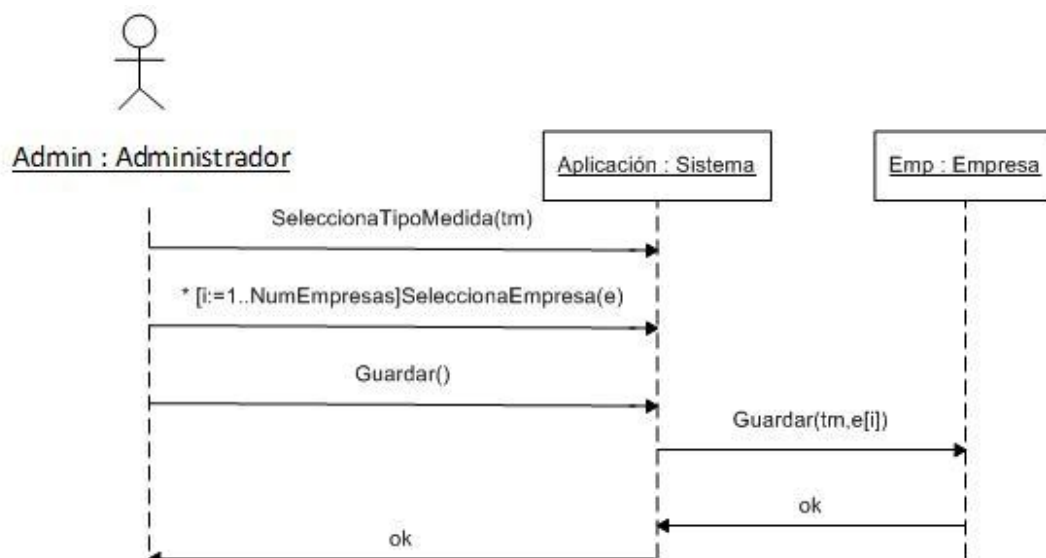 Admin : Administrador
Aplicación : Sistema
Emp : Empresa
SeleccionaTipoMedida(tm)
* [i:=1..NumEmpresas]SeleccionaEmpresa(e)
Guardar()
Guardar(tm,e[i])
ok
ok